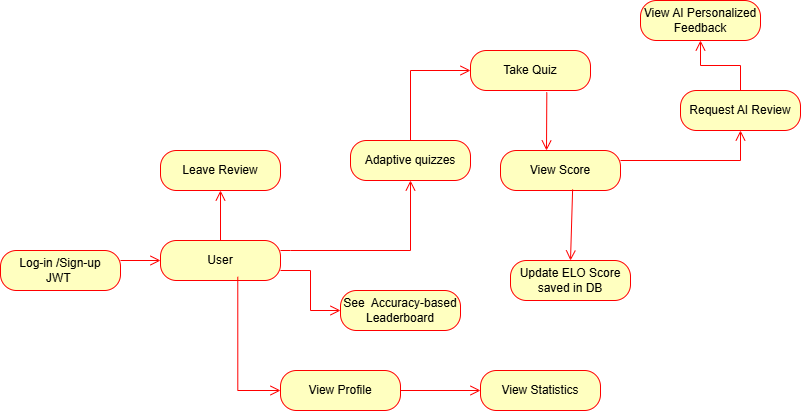 View AI Personalized
Feedback
Take Quiz
Request AI Review
Adaptive quizzes
View Score
Leave Review
Log-in /Sign-up
JWT
User
Update ELO Score
saved in DB
See  Accuracy-based
Leaderboard
View Profile
View Statistics